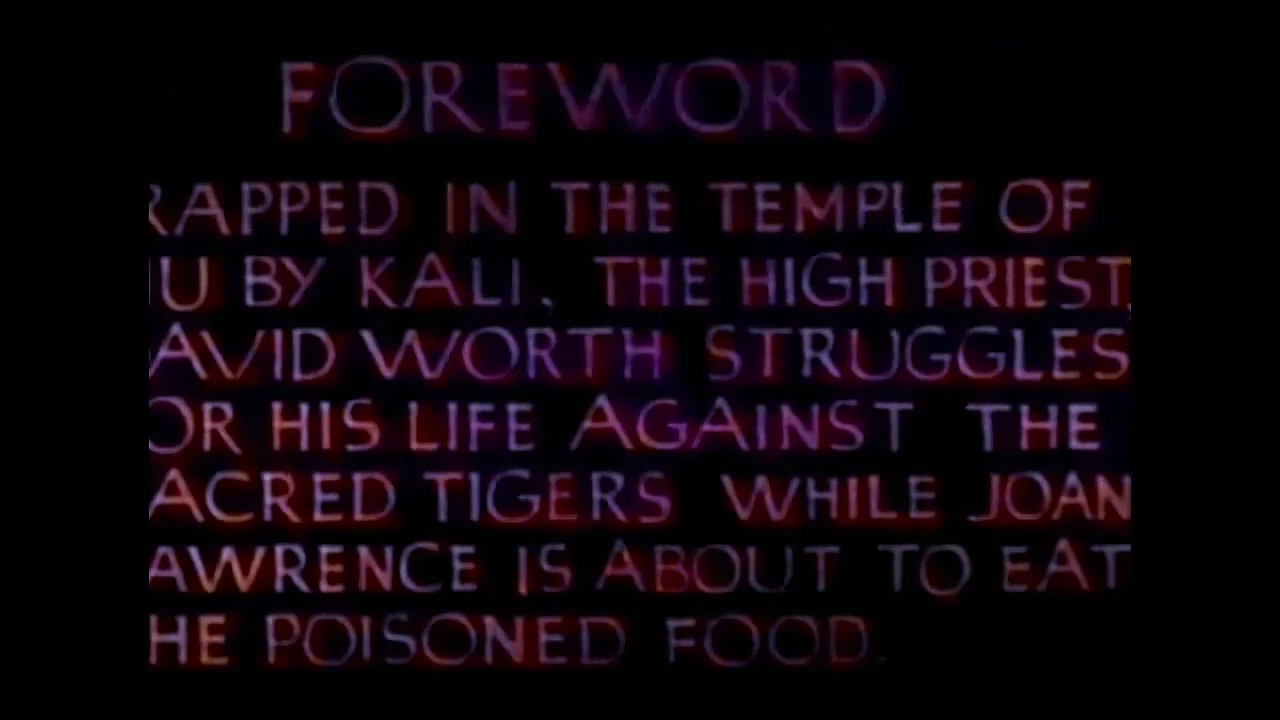 FOREWORD
RAPPED IN THE TEMPLE OF
U BY KALI, THE HIGH PRIEST,
AVID WORTH STRUGGLES
OR HIS LIFE AGAINST THE
ACRED TIGERS WHILE JOAN
AWRENCE IS ABOUT TO EAT
HE POISONED FOOD.